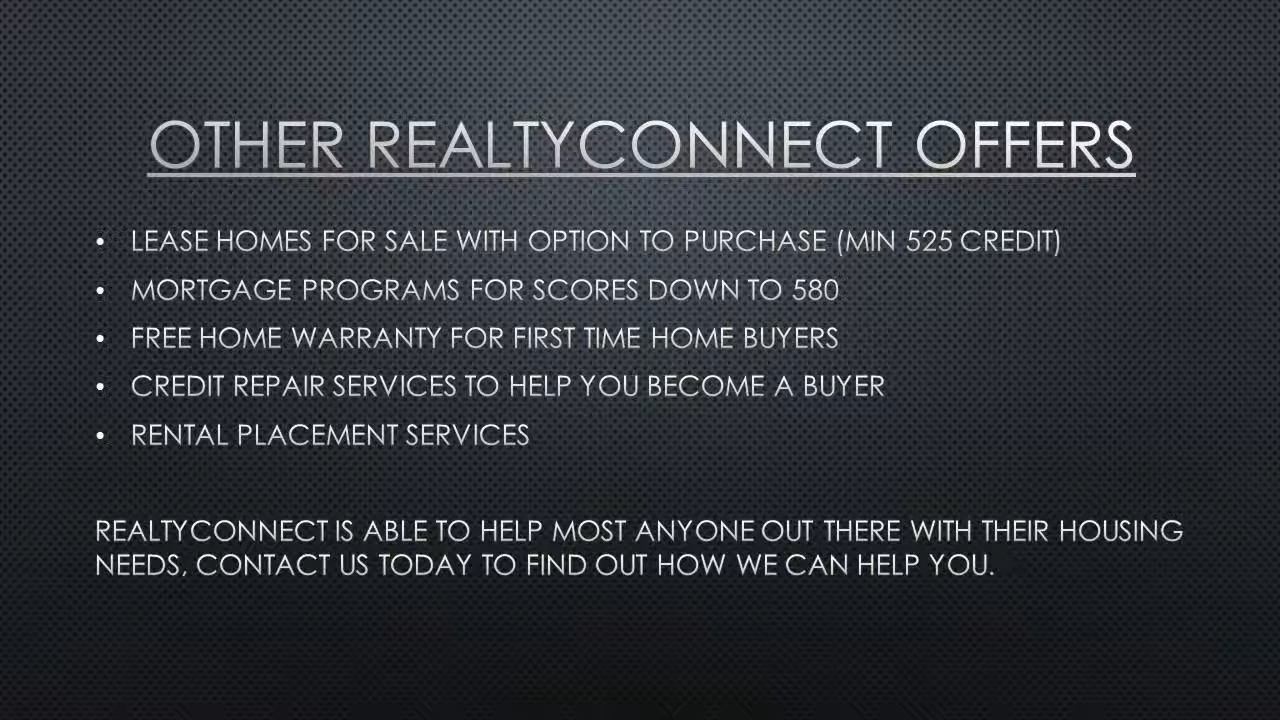 OTHER REALTYCONNECT OFFERS
• LEASE HOMES FOR SALE WITH OPTION TO PURCHASE (MIN 525 CREDIT)
• MORTGAGE PROGRAMS FOR SCORES DOWN TO 580
• FREE HOME WARRANTY FOR FIRST TIME HOME BUYERS
• CREDIT REPAIR SERVICES TO HELP YOU BECOME A BUYER
• RENTAL PLACEMENT SERVICES
REALTYCONNECT IS ABLE TO HELP MOST ANYONE OUT THERE WITH THEIR HOUSING
NEEDS, CONTACT US TODAY TO FIND OUT HOW WE CAN HELP YOU.